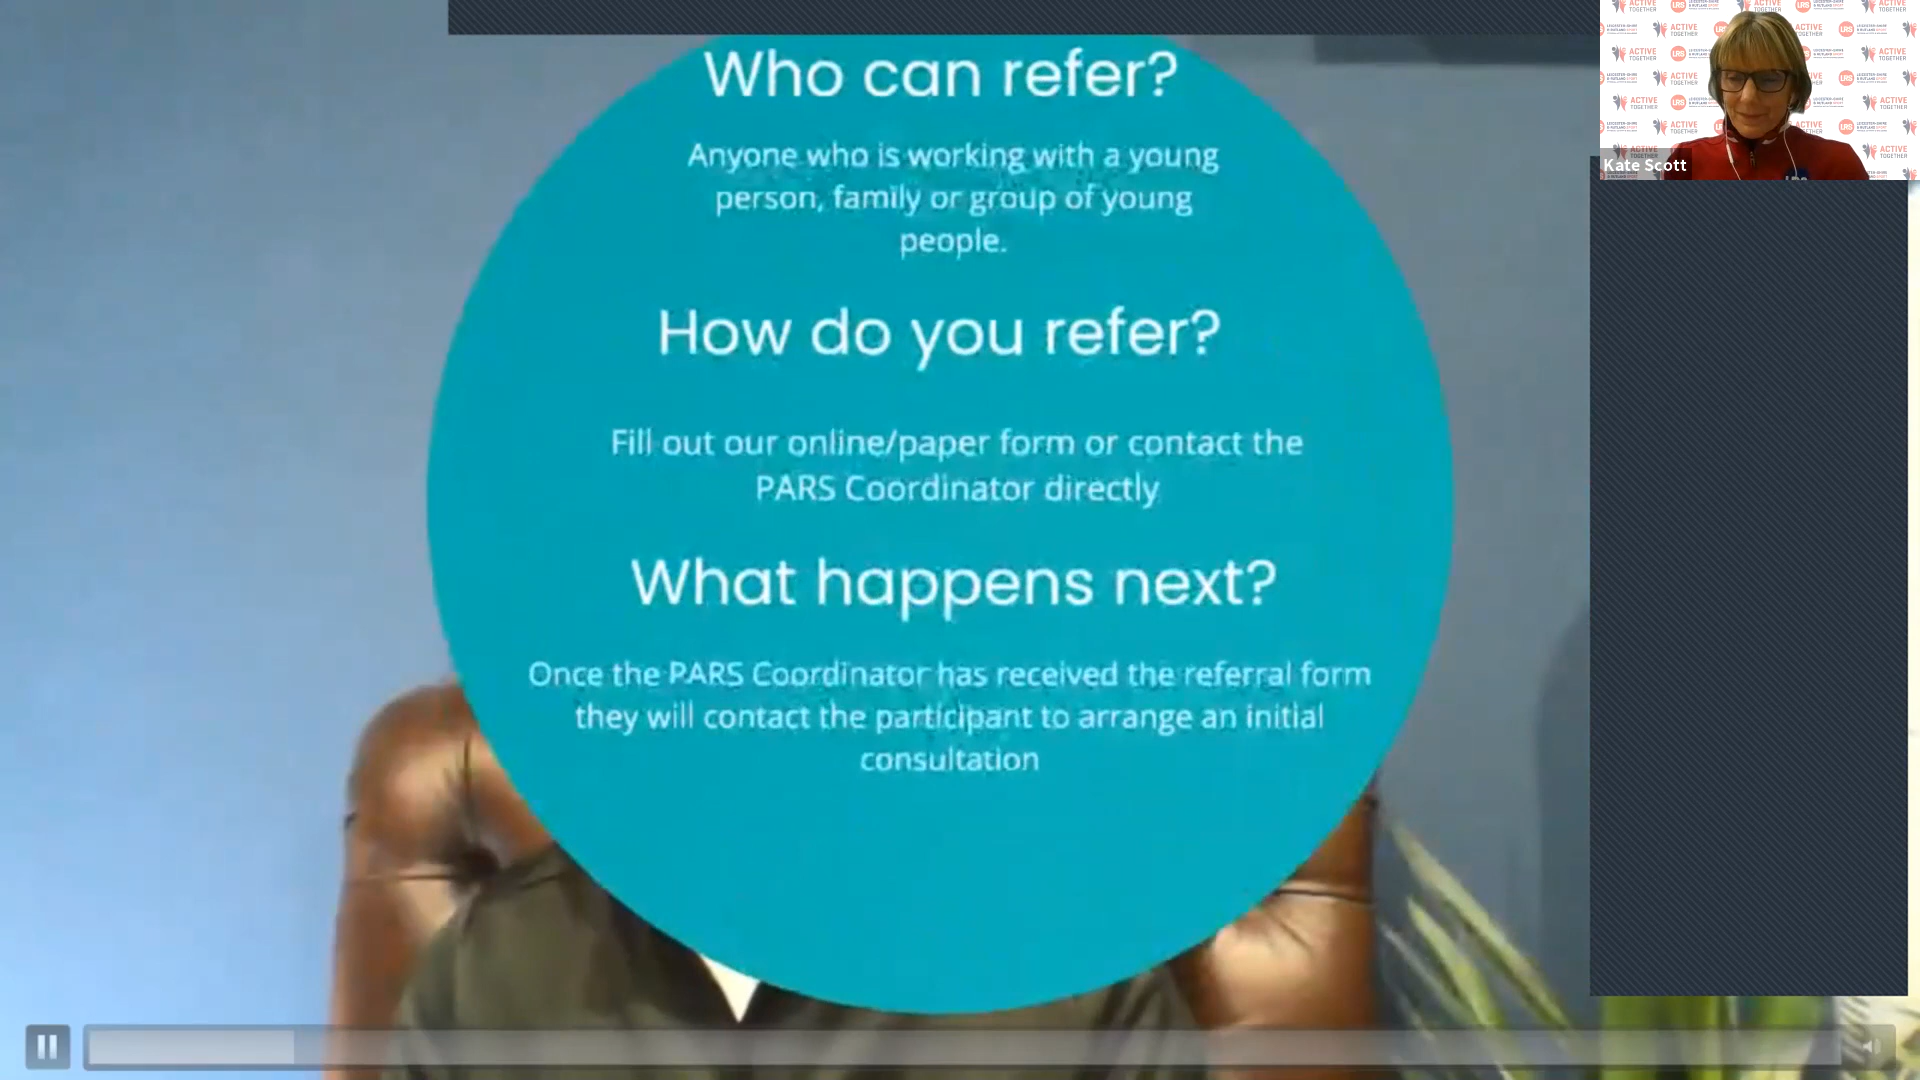 Who can refer?
Anyone who is working with a young
person, family or group of young
people.
How do you refer?
Fill out our online/paper form or contact the
PARS Coordinator directly
What happens next?
Once the PARS Coordinator has received the referral form
they will contact the participant to arrange an initial
consultation
ACTIVE
TOGETHER
LRS
Kate Scott